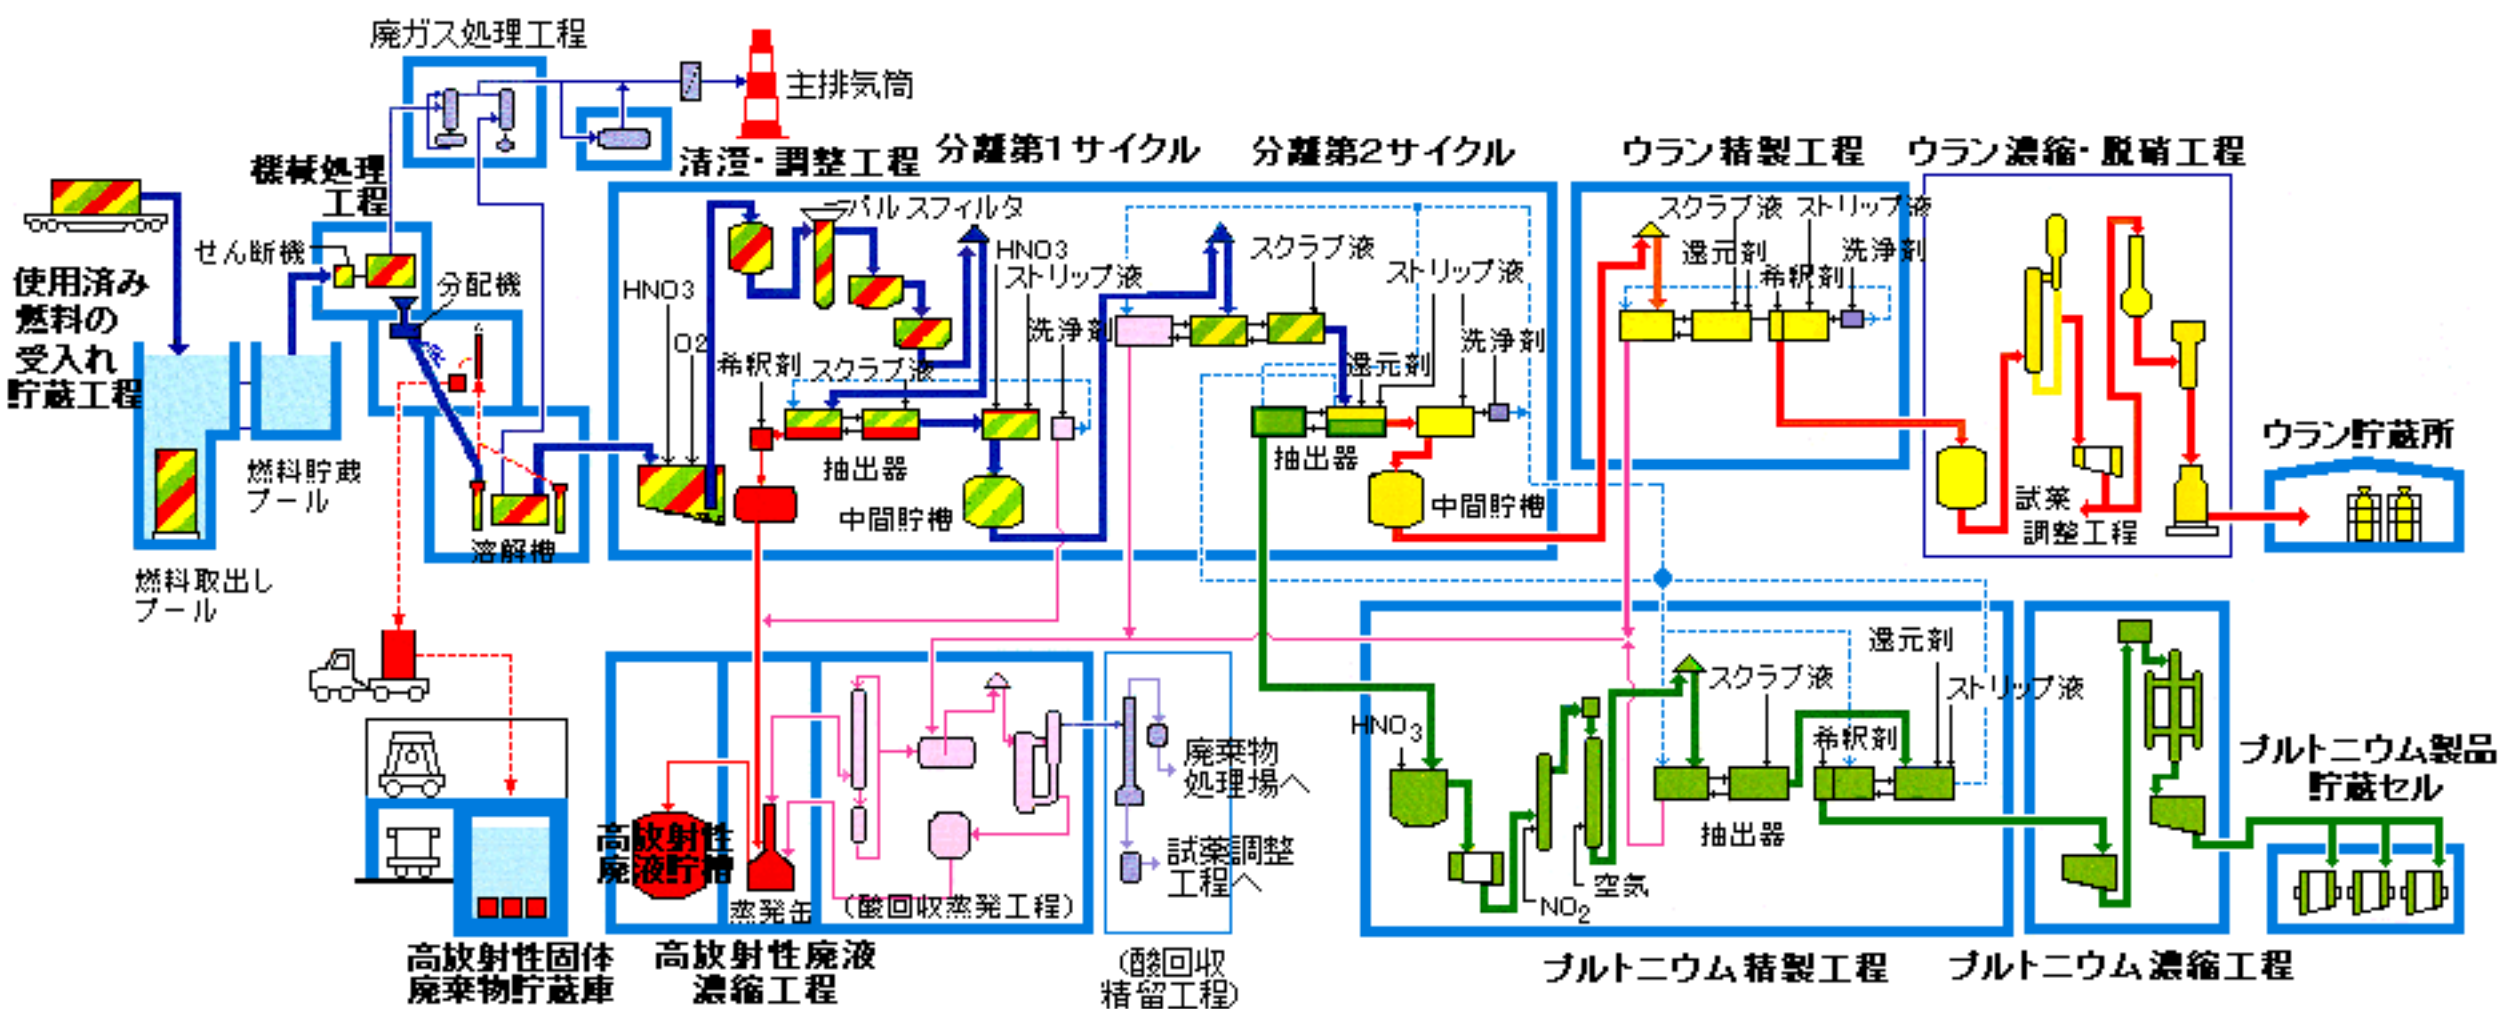 廃ガス処理工程
主排気筒
機械処理
工程
清澄・調整工程
分離第1サイクル
分離第2サイクル
ウラン精製工程
ウラン濃縮・脱硝工程
せん断機
分配機
使用済み
燃料の
受入れ
貯蔵工程
燃料貯蔵
プール
燃料取出し
プール
溶解槽
HNO3
O2
パルスフィルタ
HNO3
ストリップ液
洗浄剤
希釈剤
スクラブ液
抽出器
中間貯槽
スクラブ液
ストリップ液
洗浄剤
還元剤
抽出器
中間貯槽
スクラブ液
ストリップ液
還元剤
洗浄剤
希釈剤
試薬
調整工程
ウラン貯蔵所
高放射性固体
廃棄物貯蔵庫
高放射性
廃液貯槽
蒸発缶
(酸回収蒸発工程)
高放射性廃液
濃縮工程
廃棄物
処理場へ
試薬調整
工程へ
(酸回収
精留工程)
HNO3
NO2
空気
スクラブ液
還元剤
ストリップ液
希釈剤
抽出器
プルトニウム精製工程
プルトニウム濃縮工程
プルトニウム製品
貯蔵セル